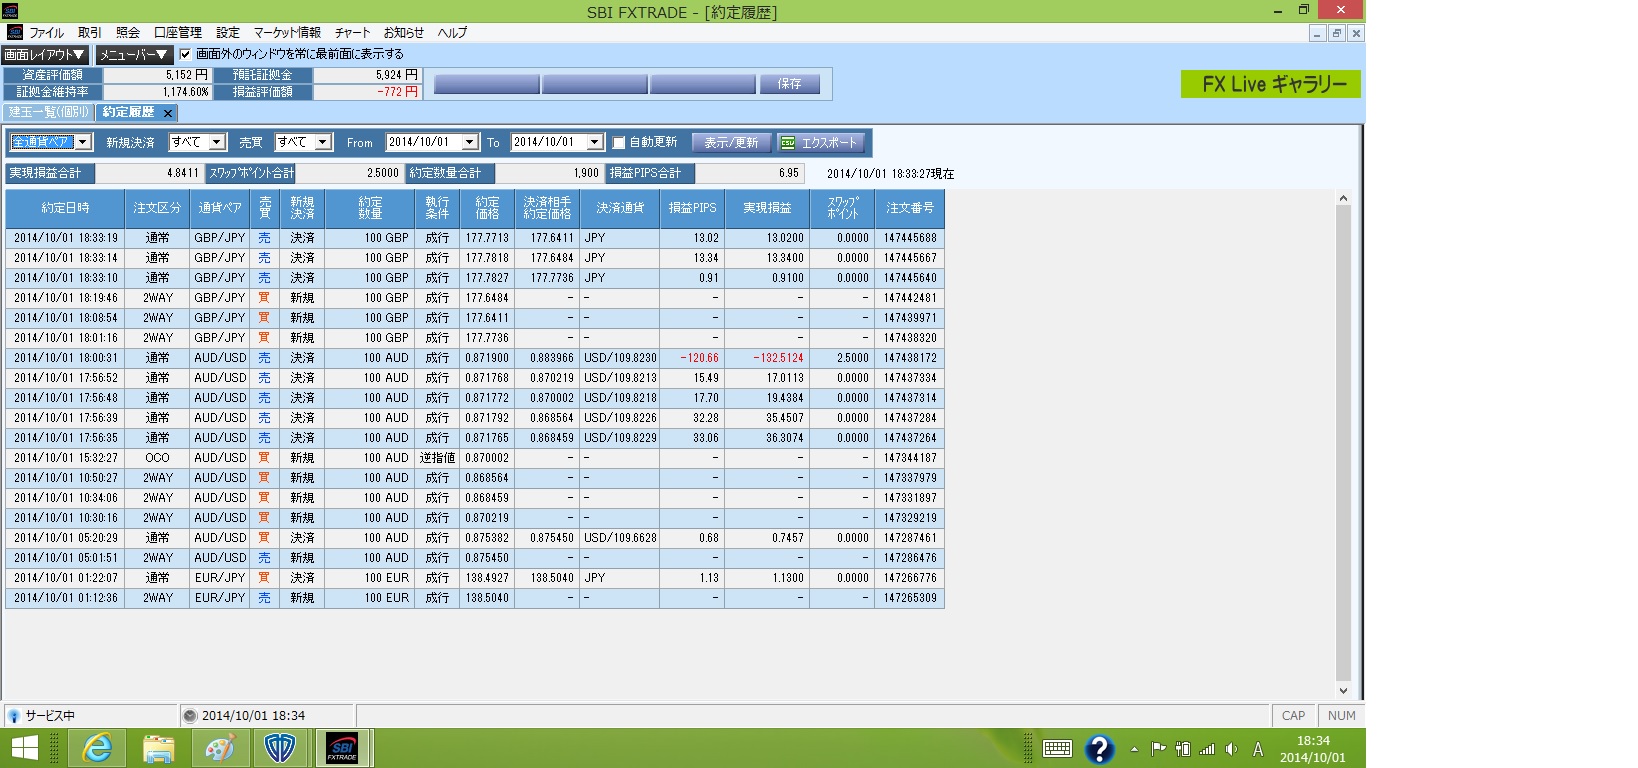 SBI FXTRADE - [約定履歴]
ファイル 取引 照会 口座管理 設定 マーケット情報 チャート お知らせ ヘルプ
画面レイアウト▼ メニューバー▼ 画面外のウィンドウを常に最前面に表示する
資産評価額 5,152 円 預託証拠金 5,924 円
証拠金維持率 1,174.60% 損益評価額 -772 円
保存
FX Live ギャラリー
建玉一覧(個別) 約定履歴 ×
全通貨ペア 新規決済 すべて 売買 すべて From 2014/10/01 To 2014/10/01 自動更新 表示/更新 CSV エクスポート
実現損益合計 4.8411 スワップポイント合計 2.5000 約定数量合計 1,900 損益PIPS合計 6.95 2014/10/01 18:33:27現在
約定日時 注文区分 通貨ペア 売買 新規決済 約定数量 執行条件 約定価格 決済相手約定価格 決済通貨 損益PIPS 実現損益 スワップポイント 注文番号
2014/10/01 18:33:19 通常 GBP/JPY 売 決済 100 GBP 成行 177.7713 177.6411 JPY 13.02 13.0200 0.0000 147445688
2014/10/01 18:33:14 通常 GBP/JPY 売 決済 100 GBP 成行 177.7818 177.6484 JPY 13.34 13.3400 0.0000 147445667
2014/10/01 18:33:10 通常 GBP/JPY 売 決済 100 GBP 成行 177.7827 177.7736 JPY 0.91 0.9100 0.0000 147445640
2014/10/01 18:19:46 2WAY GBP/JPY 買 新規 100 GBP 成行 177.6484 - - - - - 147442481
2014/10/01 18:08:54 2WAY GBP/JPY 買 新規 100 GBP 成行 177.6411 - - - - - 147439971
2014/10/01 18:01:16 2WAY GBP/JPY 買 新規 100 GBP 成行 177.7736 - - - - - 147438320
2014/10/01 18:00:31 通常 AUD/USD 売 決済 100 AUD 成行 0.871900 0.883966 USD/109.8230 -120.66 -132.5124 2.5000 147438172
2014/10/01 17:56:52 通常 AUD/USD 売 決済 100 AUD 成行 0.871768 0.870219 USD/109.8213 15.49 17.0113 0.0000 147437334
2014/10/01 17:56:48 通常 AUD/USD 売 決済 100 AUD 成行 0.871772 0.870002 USD/109.8218 17.70 19.4384 0.0000 147437314
2014/10/01 17:56:39 通常 AUD/USD 売 決済 100 AUD 成行 0.871792 0.868564 USD/109.8226 32.28 35.4507 0.0000 147437284
2014/10/01 17:56:35 通常 AUD/USD 売 決済 100 AUD 成行 0.871765 0.868459 USD/109.8229 33.06 36.3074 0.0000 147437264
2014/10/01 15:32:27 OCO AUD/USD 買 新規 100 AUD 逆指値 0.870002 - - - - - 147344187
2014/10/01 10:50:27 2WAY AUD/USD 買 新規 100 AUD 成行 0.868564 - - - - - 147337979
2014/10/01 10:34:06 2WAY AUD/USD 買 新規 100 AUD 成行 0.868459 - - - - - 147331897
2014/10/01 10:30:16 2WAY AUD/USD 買 新規 100 AUD 成行 0.870219 - - - - - 147329219
2014/10/01 05:20:29 通常 AUD/USD 買 決済 100 AUD 成行 0.875382 0.875450 USD/109.6628 0.68 0.7457 0.0000 147287461
2014/10/01 05:01:51 2WAY AUD/USD 売 新規 100 AUD 成行 0.875450 - - - - - 147286476
2014/10/01 01:22:07 通常 EUR/JPY 買 決済 100 EUR 成行 138.4927 138.5040 JPY 1.13 1.1300 0.0000 147266776
2014/10/01 01:12:36 2WAY EUR/JPY 売 新規 100 EUR 成行 138.5040 - - - - - 147265309
サービス中 2014/10/01 18:34 CAP NUM
SBI FXTRADE A 18:34
2014/10/01